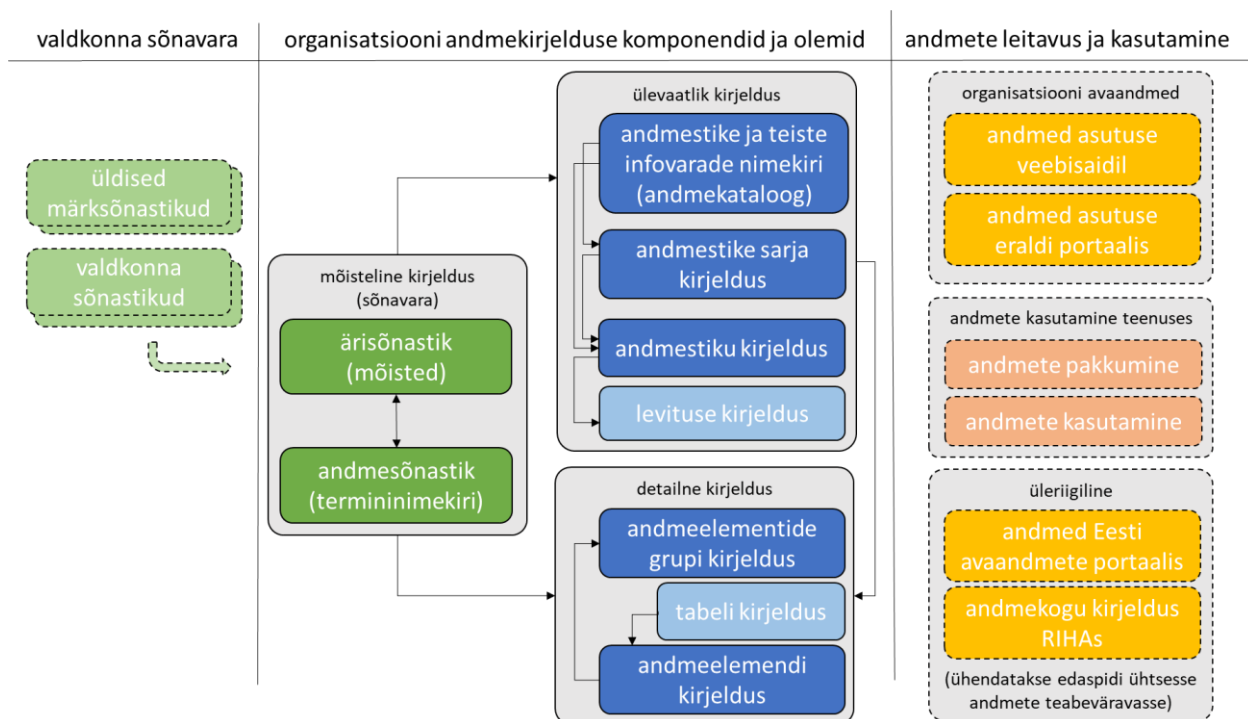 valdkonna sõnavara
organisatsiooni andmekirjelduse komponendid ja olemid
andmete leitavus ja kasutamine
üldised
märksõnastikud
valdkonna
sõnastikud
mõisteline kirjeldus
(sõnavara)
ärisõnastik
(mõisted)
andmesõnastik
(termininimekiri)
ülevaatlik kirjeldus
andmestike ja teiste
infovarade nimekiri
(andmekataloog)
andmestike sarja
kirjeldus
andmestiku kirjeldus
levituse kirjeldus
detailne kirjeldus
andmeelementide
grupi kirjeldus
tabeli kirjeldus
andmeelemendi
kirjeldus
organisatsiooni avaandmed
andmed asutuse
veebisaidil
andmed asutuse
eraldi portaalis
andmete kasutamine teenuses
andmete pakkumine
andmete kasutamine
üleriigiline
andmed Eesti
avaandmete portaalis
andmekogu kirjeldus
RIHAs
(ühendatakse edaspidi ühtsesse
andmete teabeväravasse)